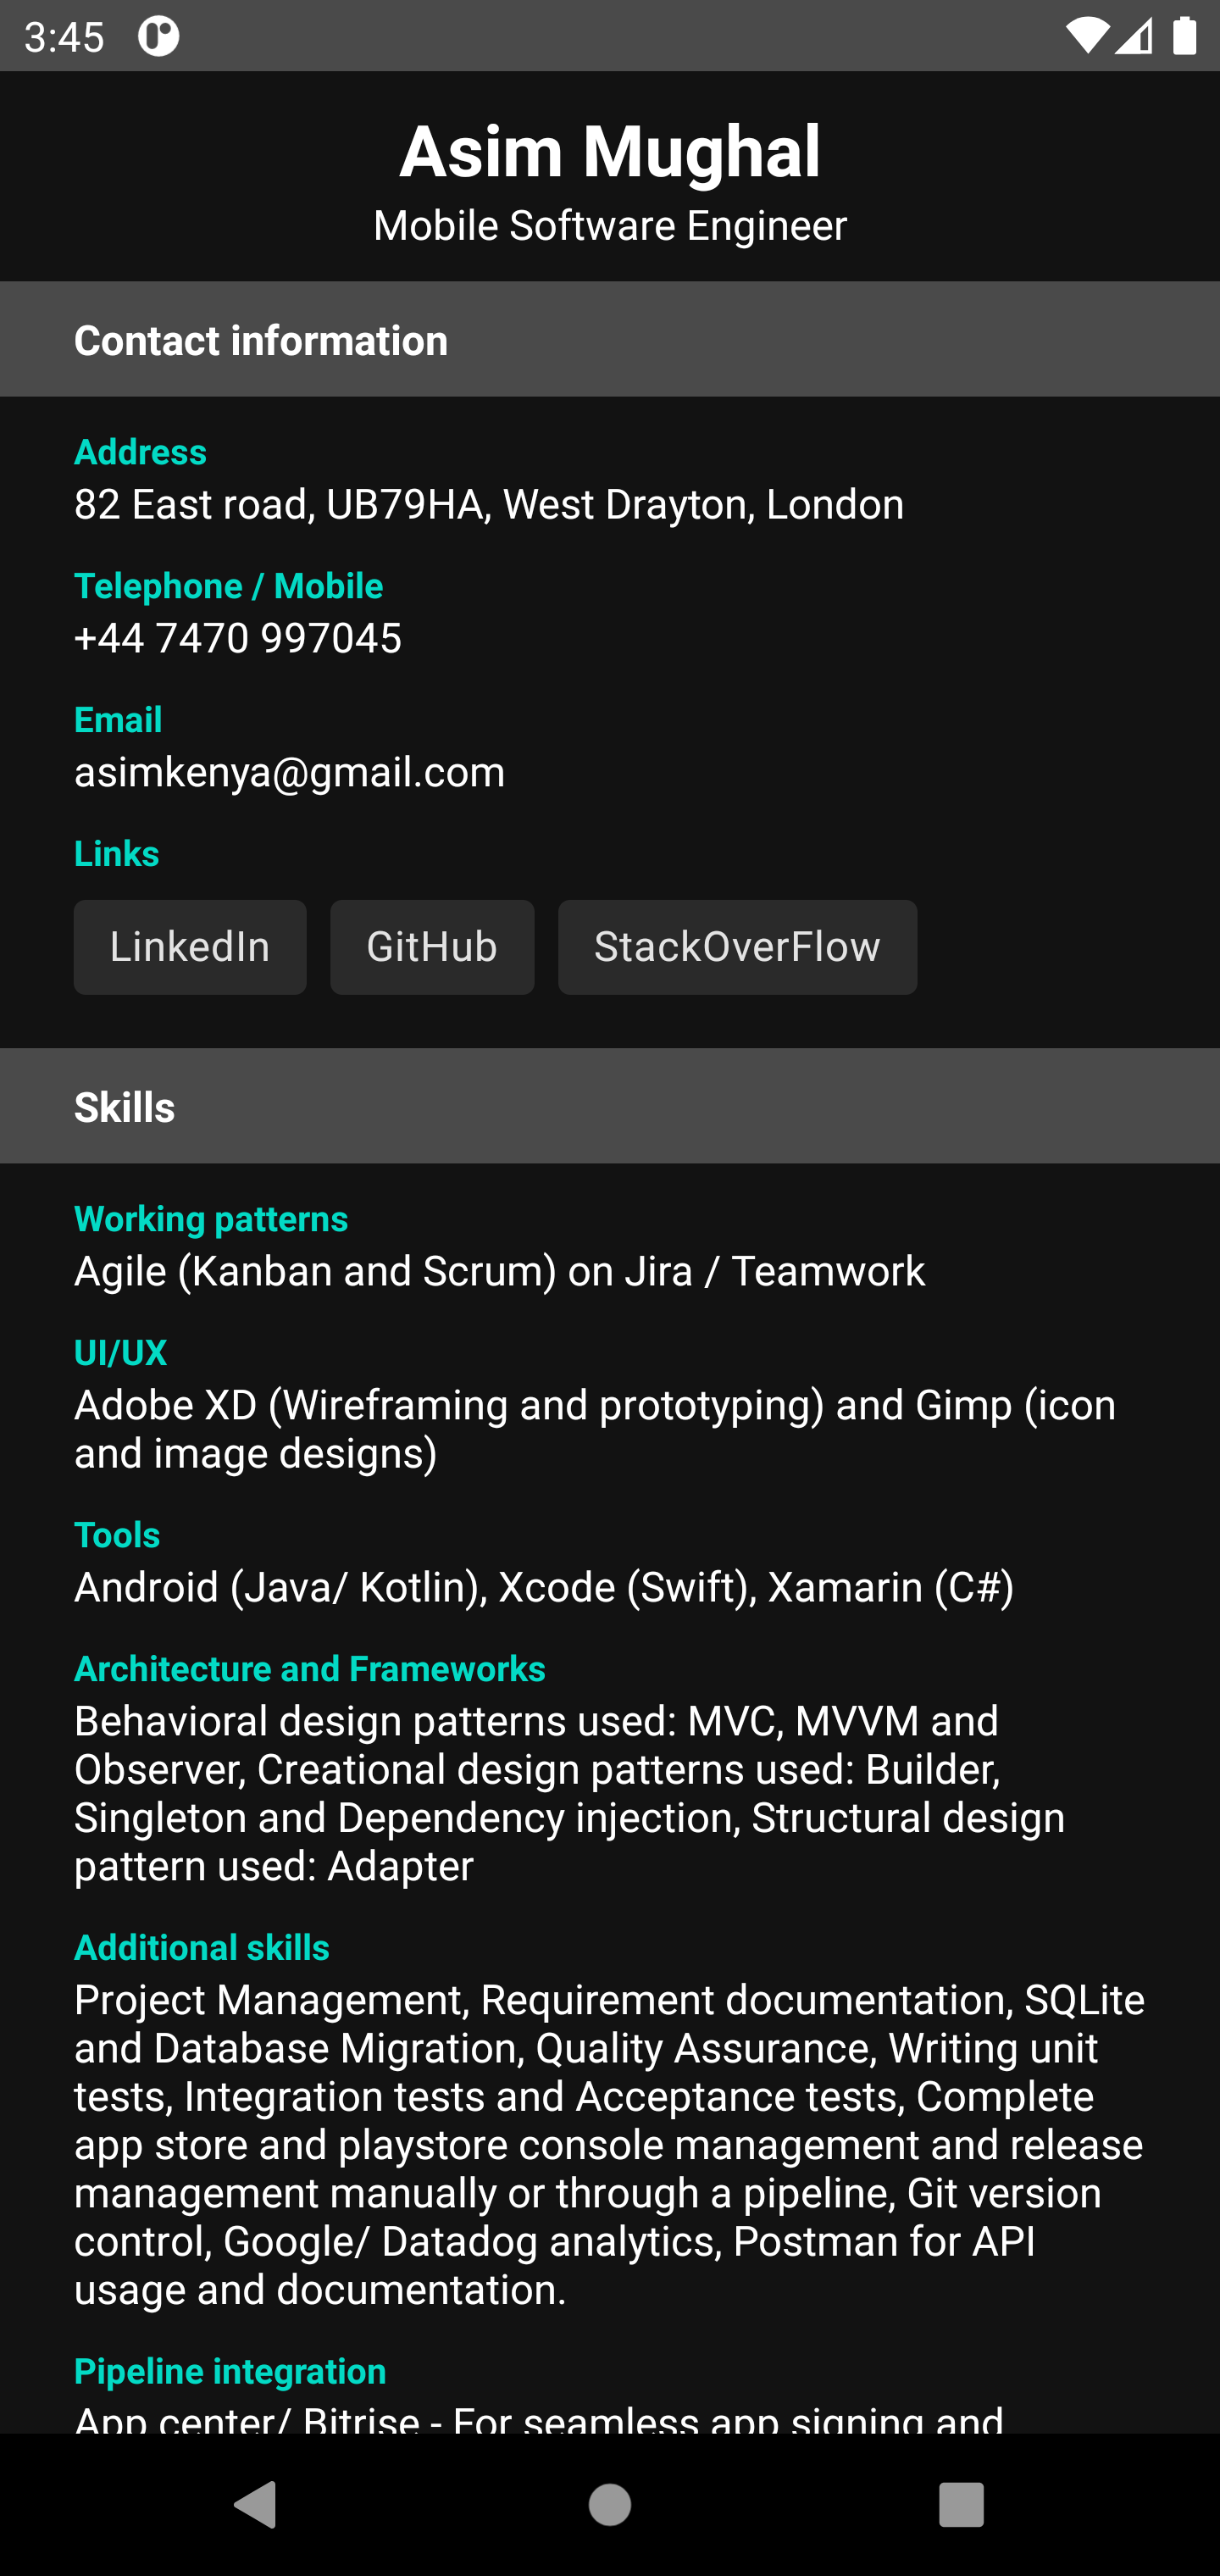 3:45
Asim Mughal
Mobile Software Engineer
Contact information
Address
82 East road, UB79HA, West Drayton, London
Telephone / Mobile
+44 7470 997045
Email
asimkenya@gmail.com
Links
LinkedIn GitHub StackOverFlow
Skills
Working patterns
Agile (Kanban and Scrum) on Jira / Teamwork
UI/UX
Adobe XD (Wireframing and prototyping) and Gimp (icon
and image designs)
Tools
Android (Java/ Kotlin), Xcode (Swift), Xamarin (C#)
Architecture and Frameworks
Behavioral design patterns used: MVC, MVVM and
Observer, Creational design patterns used: Builder,
Singleton and Dependency injection, Structural design
pattern used: Adapter
Additional skills
Project Management, Requirement documentation, SQLite
and Database Migration, Quality Assurance, Writing unit
tests, Integration tests and Acceptance tests, Complete
app store and playstore console management and release
management manually or through a pipeline, Git version
control, Google/ Datadog analytics, Postman for API
usage and documentation.
Pipeline integration
App center/ Bitrise - For seamless app signing and